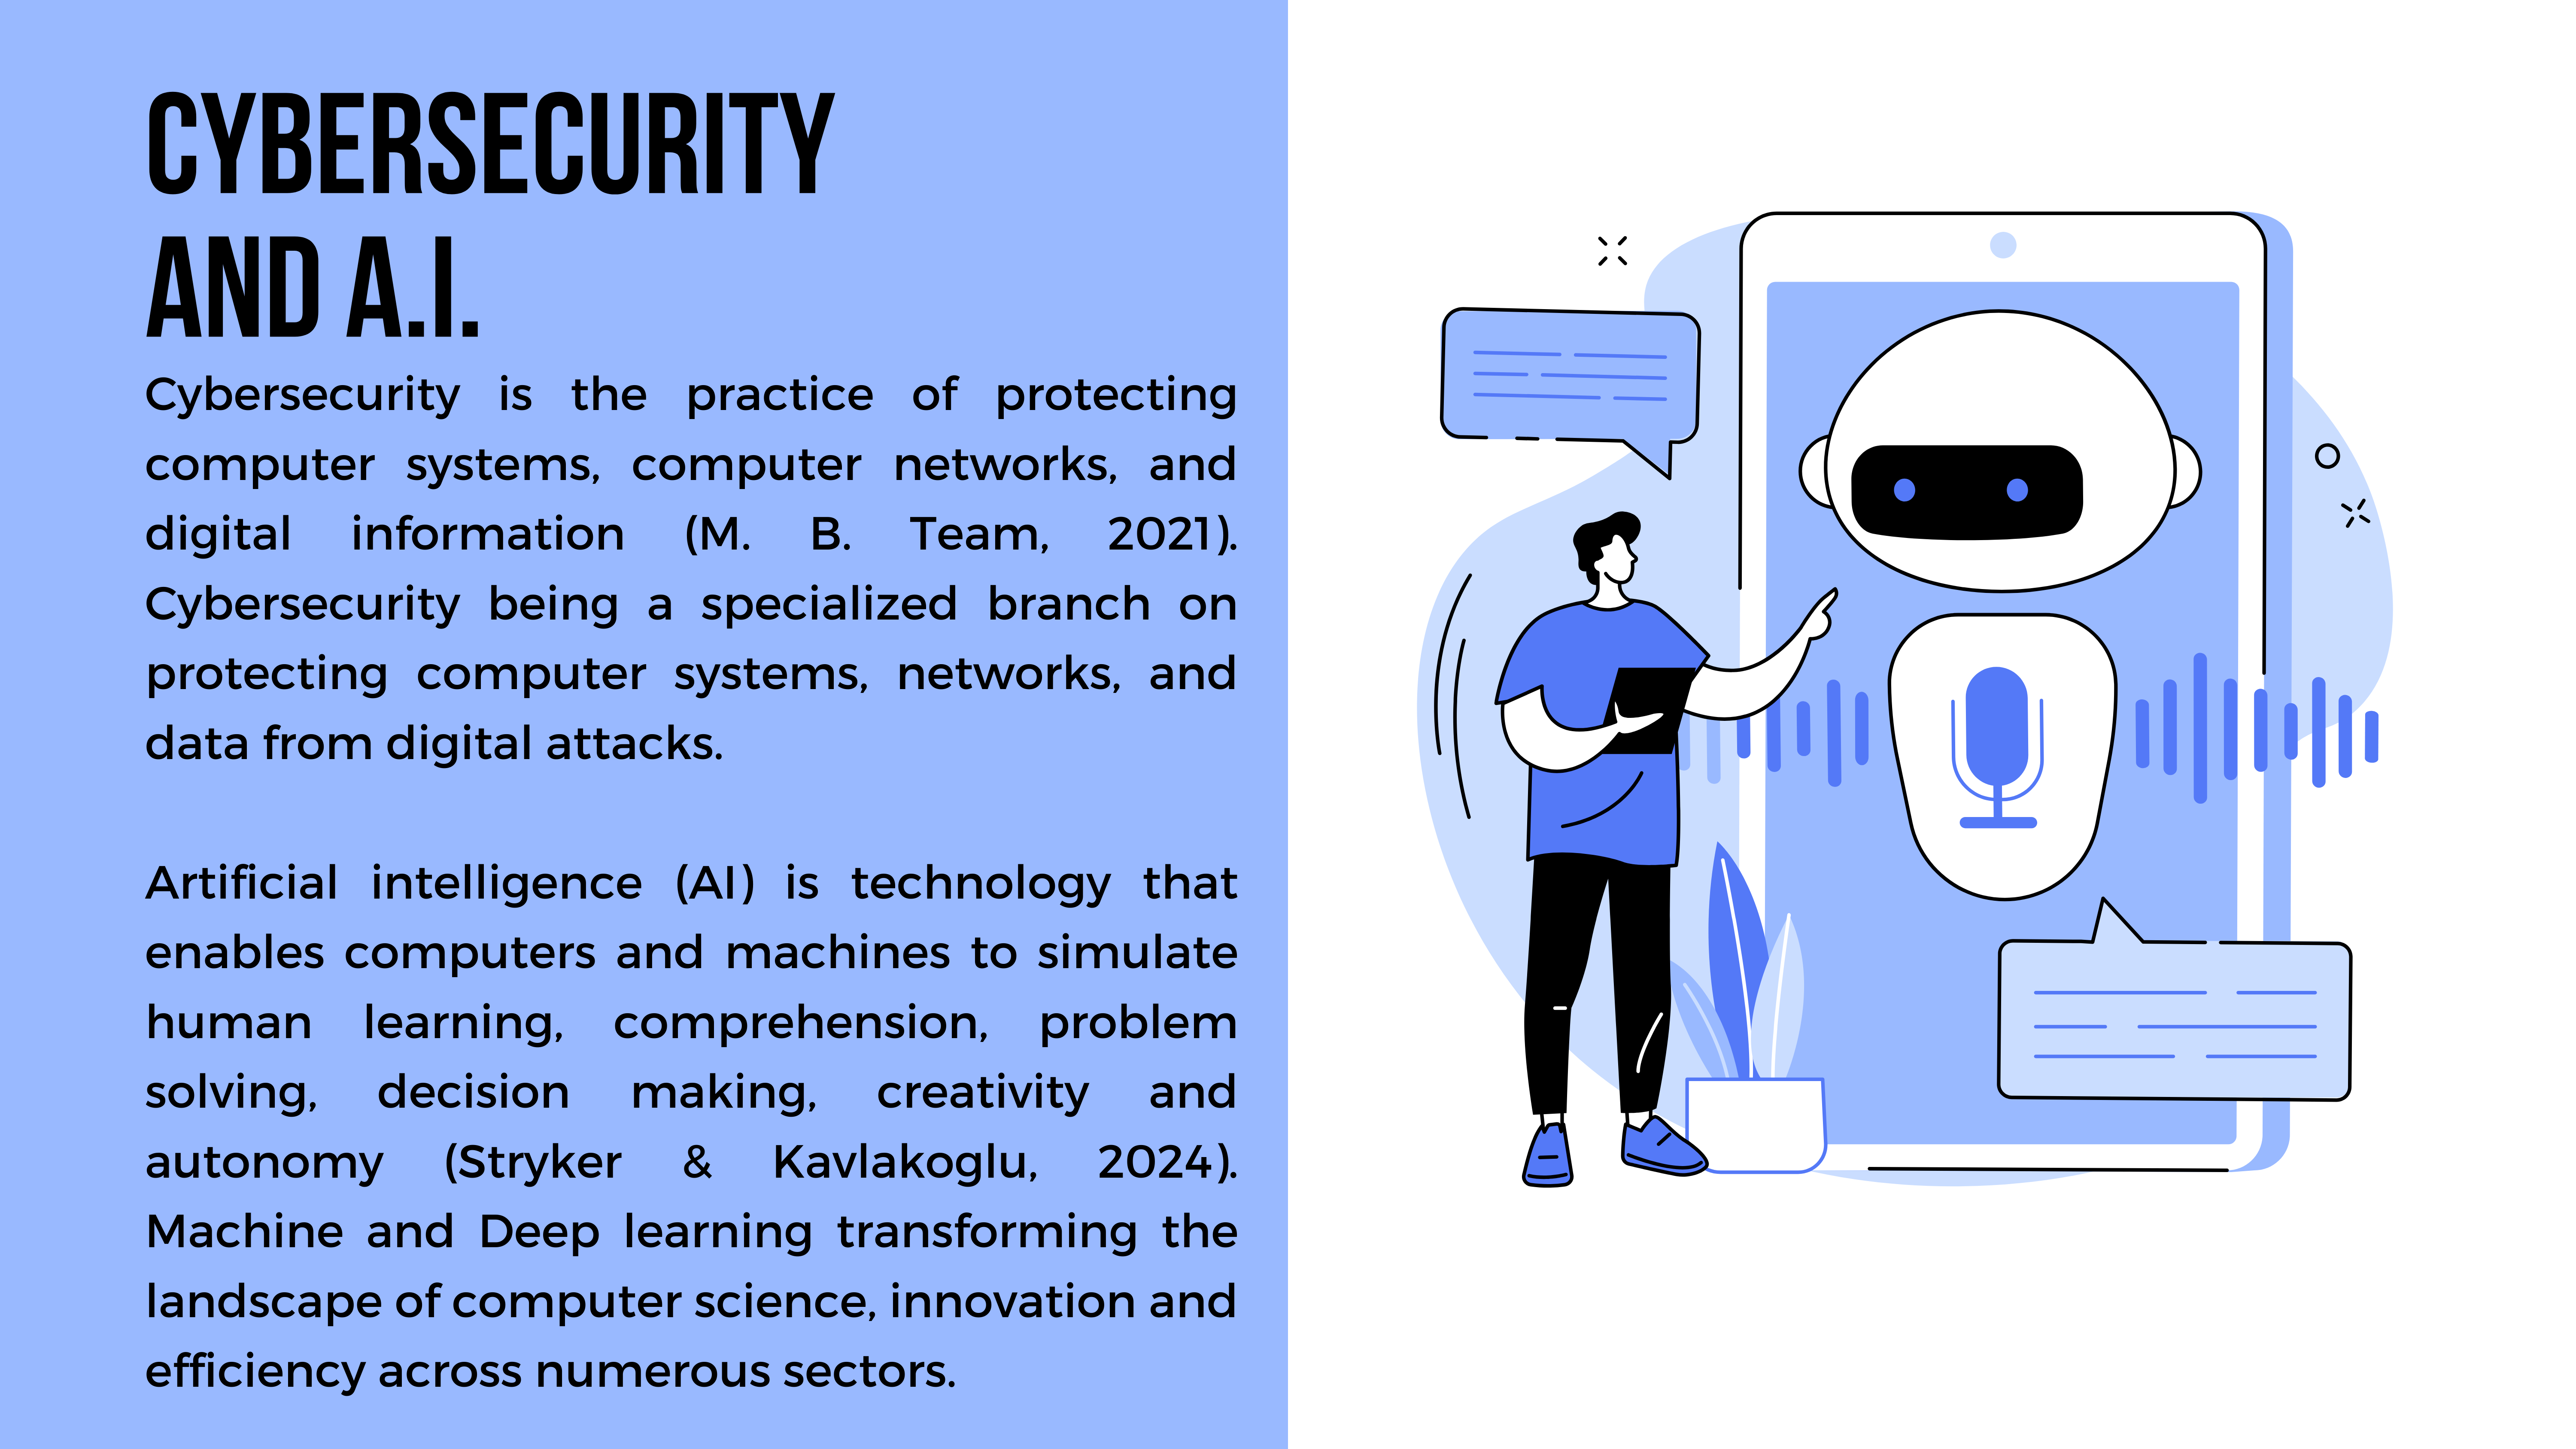 CYBERSECURITY
AND A.I.
Cybersecurity is the practice of protecting
computer systems, computer networks, and
digital information (M. B. Team, 2021).
Cybersecurity being a specialized branch on
protecting computer systems, networks, and
data from digital attacks.
Artificial intelligence (AI) is technology that
enables computers and machines to simulate
human learning, comprehension, problem
solving, decision making, creativity and
autonomy (Stryker & Kavlakoglu, 2024).
Machine and Deep learning transforming the
landscape of computer science, innovation and
efficiency across numerous sectors.